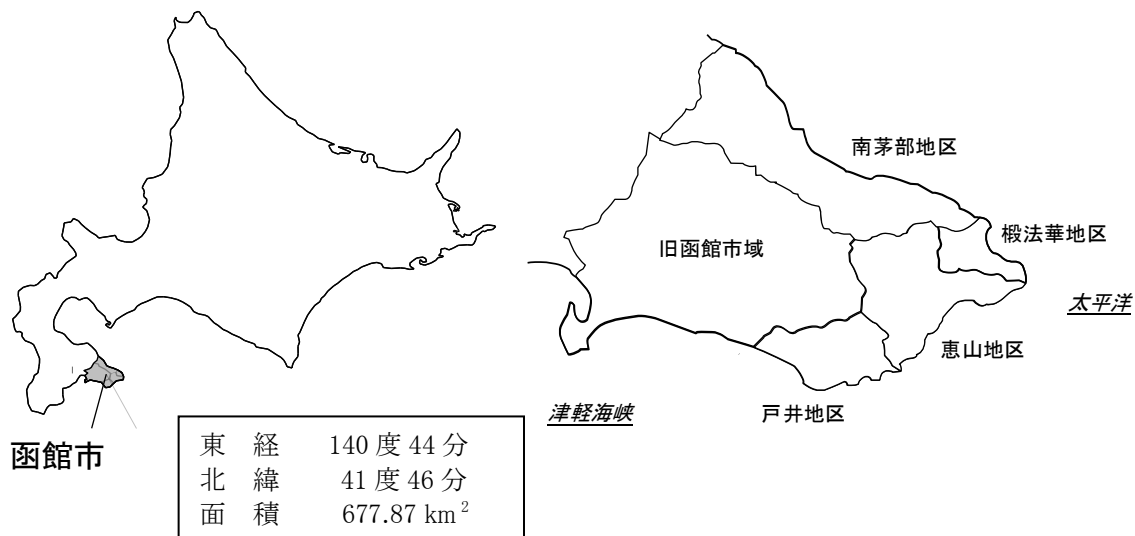 南茅部地区
椴法華地区
旧函館市域
太平洋
恵山地区
津軽海峡
戸井地区
函館市
東　経　140 度 44 分
北　緯　41 度 46 分
面　積　677.87 km²